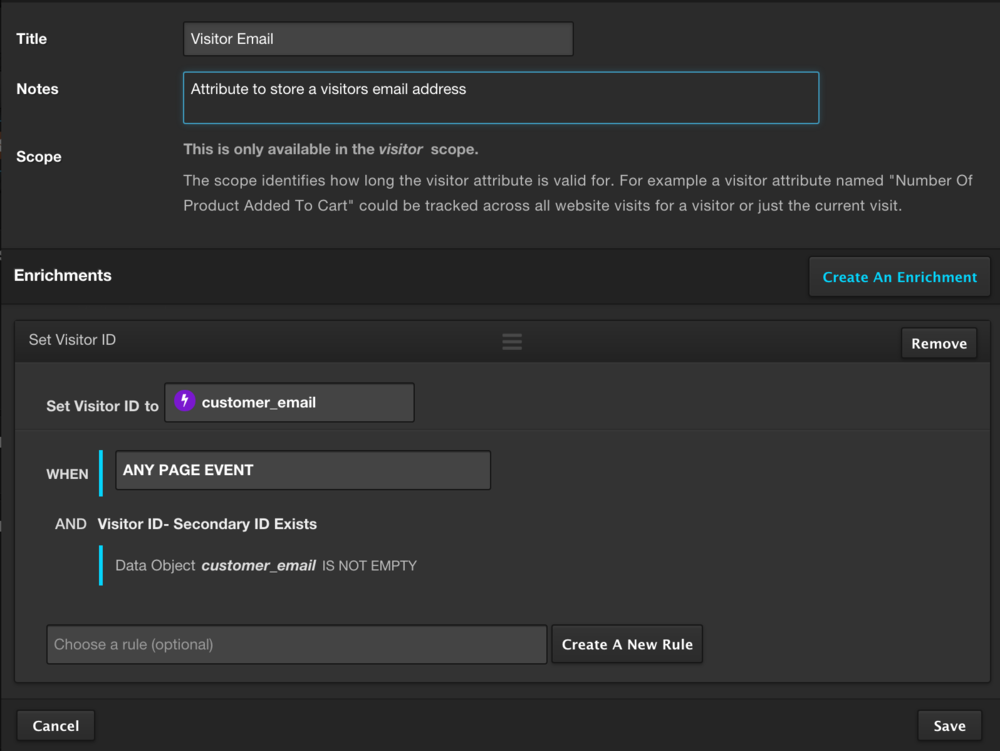 Title
Visitor Email
Notes
Attribute to store a visitors email address
Scope
This is only available in the visitor scope.
The scope identifies how long the visitor attribute is valid for. For example a visitor attribute named "Number Of
Product Added To Cart" could be tracked across all website visits for a visitor or just the current visit.
Enrichments
Create An Enrichment
Set Visitor ID
Remove
Set Visitor ID to
customer_email
WHEN
ANY PAGE EVENT
AND Visitor ID- Secondary ID Exists
Data Object customer_email IS NOT EMPTY
Choose a rule (optional)
Create A New Rule
Cancel
Save